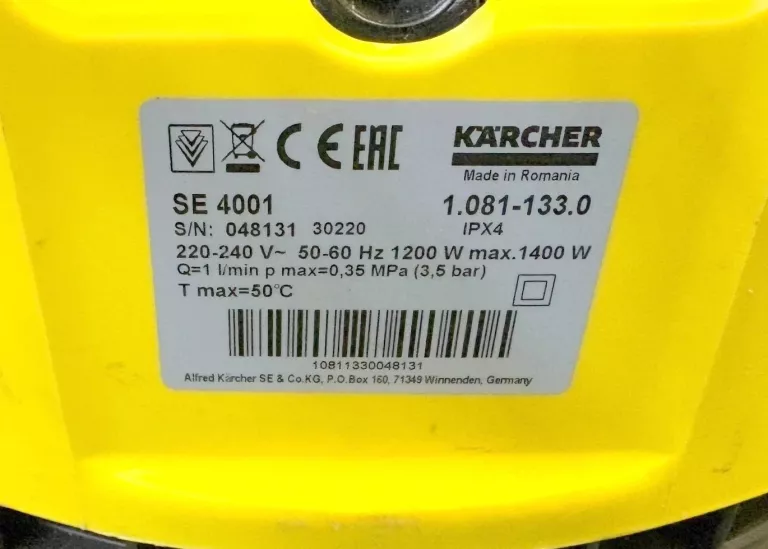 CE EAC KÄRCHER
Made in Romania
SE 4001 1.081-133.0
S/N: 048131 30220 IPX4
220-240 V~ 50-60 Hz 1200 W max.1400 W
Q=1 l/min p max=0,35 MPa (3,5 bar)
T max=50°C
10811330048131
Alfred Kärcher SE & Co.KG, P.O.Box 160, 71349 Winnenden, Germany